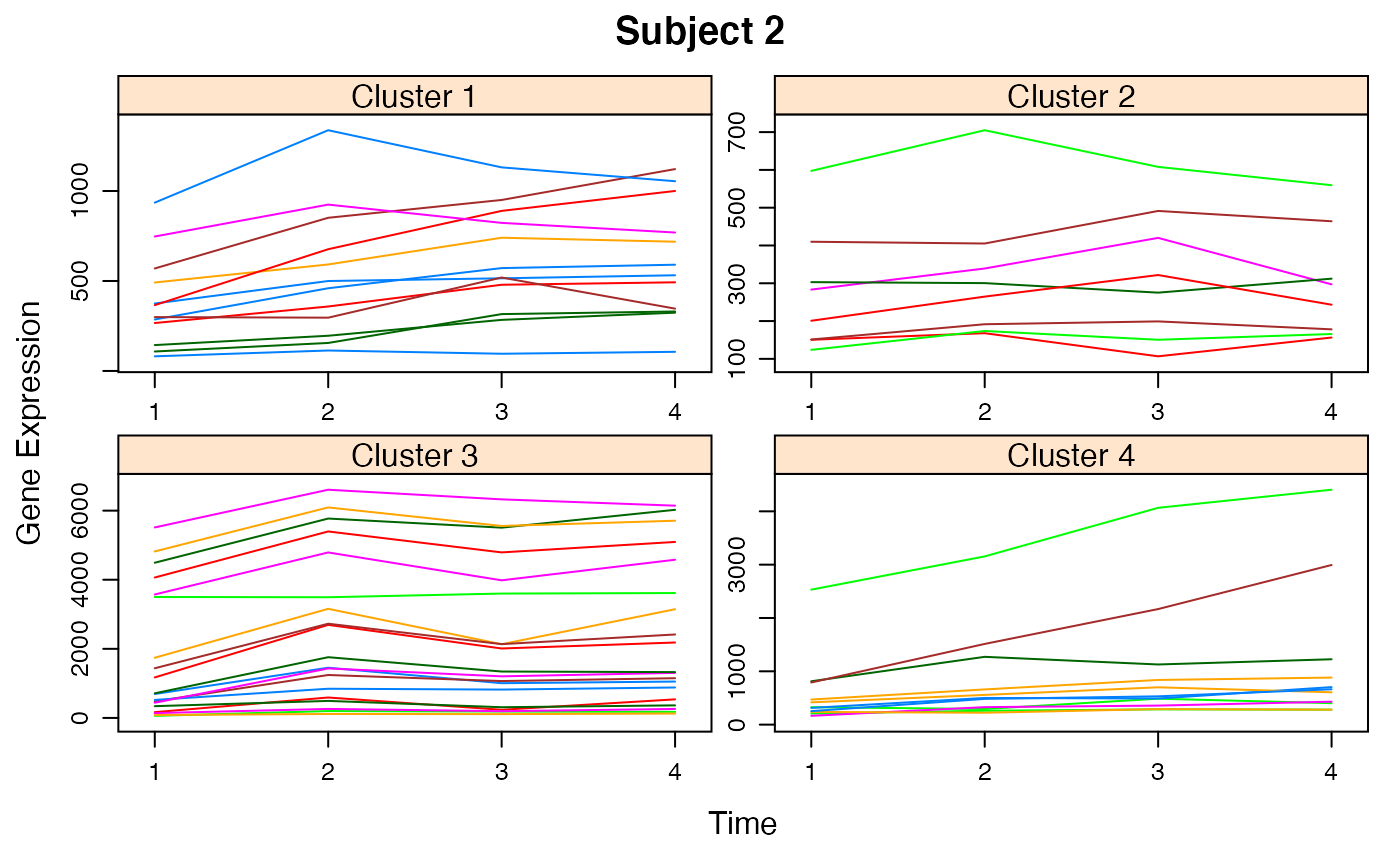 Subject 2
Cluster 1
Cluster 2
500
1000
1 2 3 4
100
300
500
700
1 2 3 4
Gene Expression
Cluster 3
Cluster 4
0
2000
4000
6000
1 2 3 4
0
1000
3000
1 2 3 4
Time